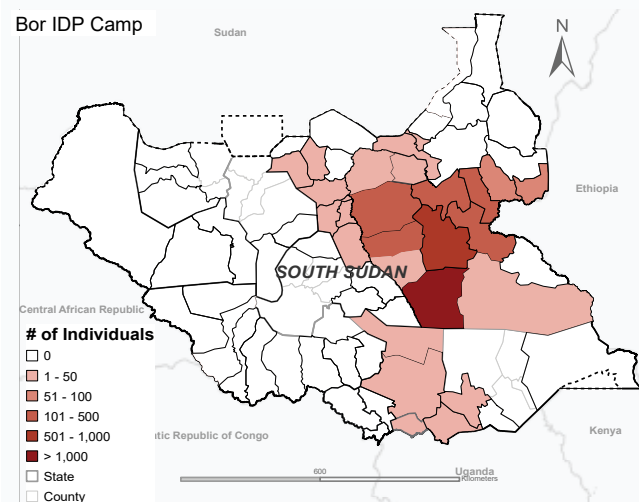 Bor IDP Camp
Sudan
N
Ethiopia
SOUTH SUDAN
Central African Republic
# of Individuals
0
1 - 50
51 - 100
101 - 500
501 - 1,000
> 1,000
State
County
tic Republic of Congo
Kenya
600
Kilometers
Uganda